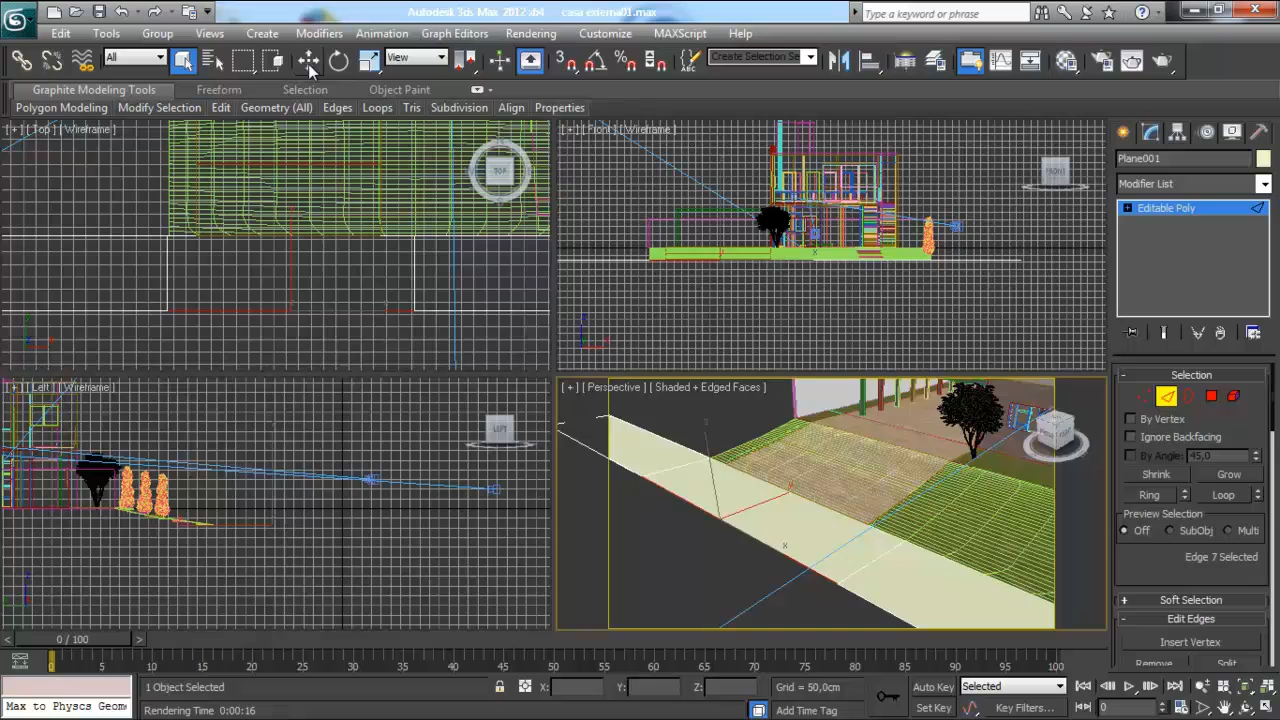 Autodesk 3ds Max 2012 x64 casa externa01.max
Type a keyword or phrase
Edit Tools Group Views Create Modifiers Animation Graph Editors Rendering Customize MAXScript Help
All
View
3
Create Selection Se
Graphite Modeling Tools Freeform Selection Object Paint
Polygon Modeling Modify Selection Edit Geometry (All) Edges Loops Tris Subdivision Align Properties
[ + ] [ Top ] [ Wireframe ]
TOP
[ + ] [ Front ] [ Wireframe ]
FRONT
Plane001
Modifier List
Editable Poly
[ + ] [ Left ] [ Wireframe ]
LEFT
[ + ] [ Perspective ] [ Shaded + Edged Faces ]
Selection
By Vertex
Ignore Backfacing
By Angle: 45,0
Shrink Grow
Ring Loop
Preview Selection
Off SubObj Multi
Edge 7 Selected
Soft Selection
Edit Edges
Insert Vertex
Remove Split
0 / 100
0 5 10 15 20 25 30 35 40 45 50 55 60 65 70 75 80 85 90 95 100
1 Object Selected X: Y: Z: Grid = 50,0cm Auto Key Selected
Max to Physcs Geome Rendering Time 0:00:16 Add Time Tag Set Key Key Filters... 0